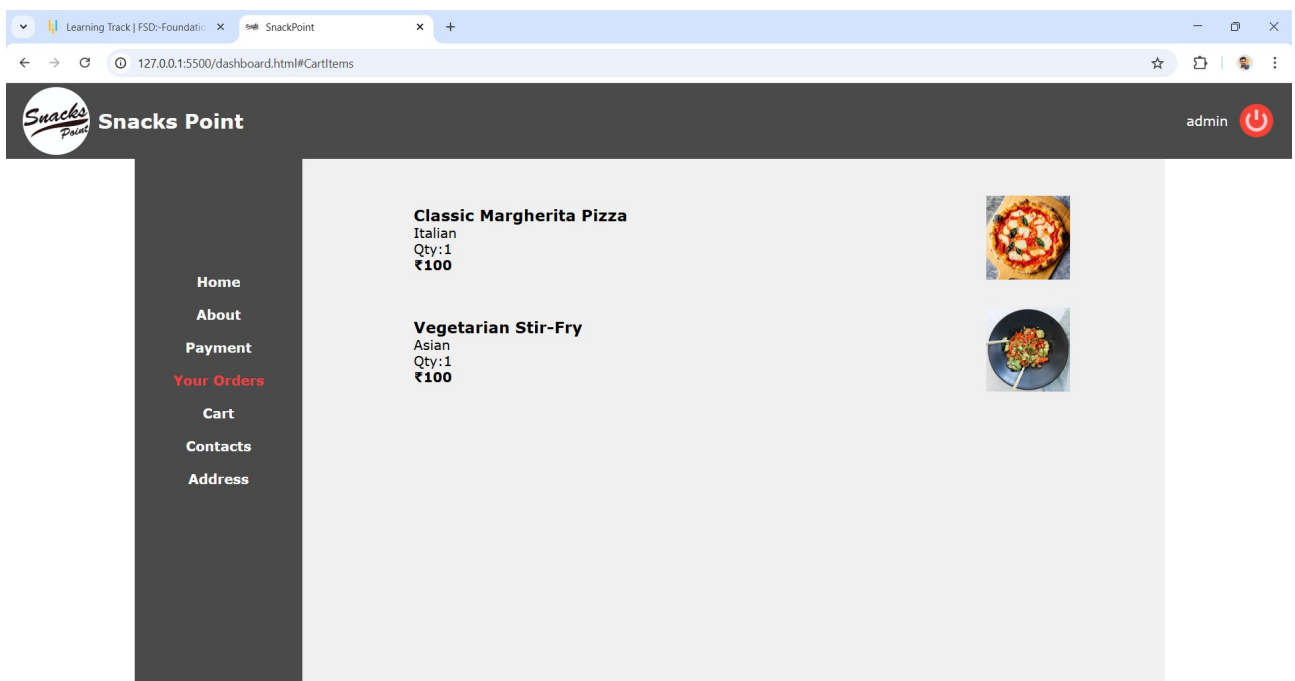 Learning Track | FSD:-Foundatio
SnackPoint
127.0.0.1:5500/dashboard.html#CartItems
Snacks
Point
Snacks Point
admin
Home
About
Payment
Your Orders
Cart
Contacts
Address
Classic Margherita Pizza
Italian
Qty:1
₹100
Vegetarian Stir-Fry
Asian
Qty:1
₹100